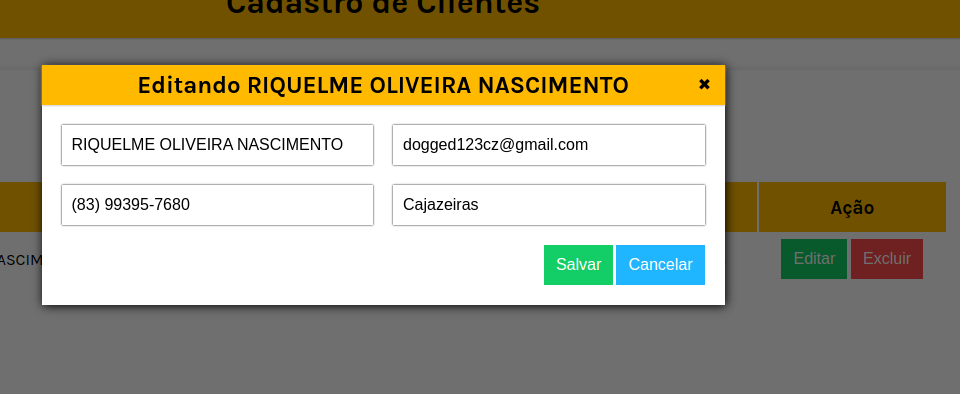 Cadastro de Clientes
Editando RIQUELME OLIVEIRA NASCIMENTO ✖
RIQUELME OLIVEIRA NASCIMENTO
dogged123cz@gmail.com
(83) 99395-7680
Cajazeiras
Salvar
Cancelar
Ação
Editar
Excluir